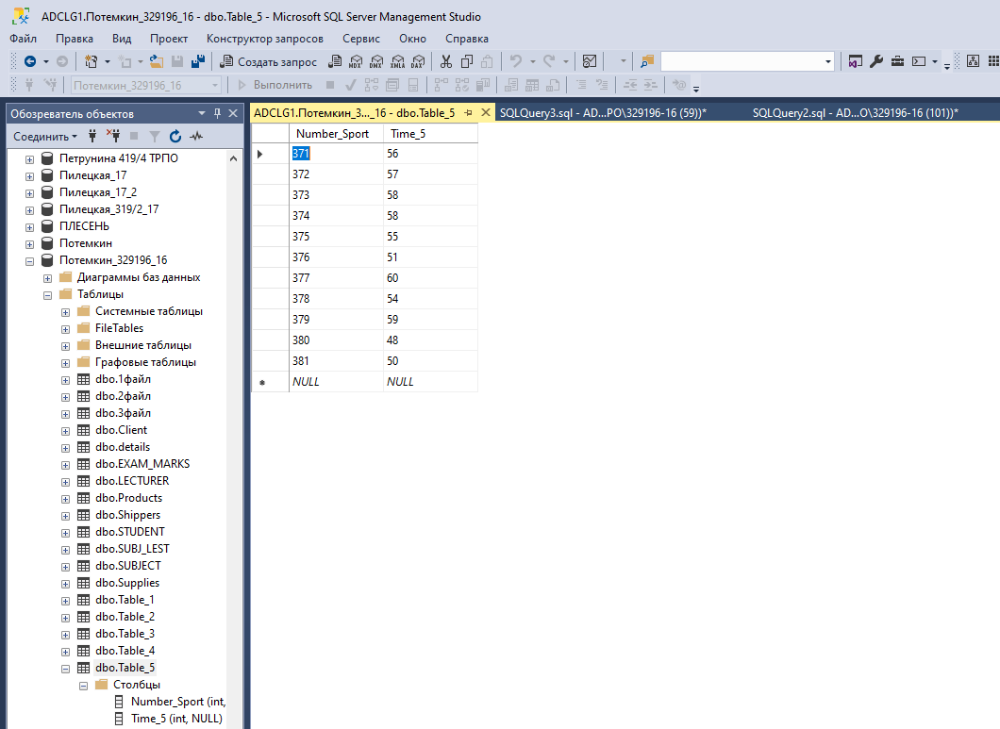 ADCLG1.Потемкин_329196_16 - dbo.Table_5 - Microsoft SQL Server Management Studio
Файл Правка Вид Проект Конструктор запросов Сервис Окно Справка
Создать запрос MDX DMX XMLA DAX
Потемкин_329196_16 Выполнить
Обозреватель объектов
Соединить
Петрунина 419/4 ТРПО
Пилецкая_17
Пилецкая_17_2
Пилецкая_319/2_17
ПЛЕСЕНЬ
Потемкин
Потемкин_329196_16
Диаграммы баз данных
Таблицы
Системные таблицы
FileTables
Внешние таблицы
Графовые таблицы
dbo.1файл
dbo.2файл
dbo.3файл
dbo.Client
dbo.details
dbo.EXAM_MARKS
dbo.LECTURER
dbo.Products
dbo.Shippers
dbo.STUDENT
dbo.SUBJ_LEST
dbo.SUBJECT
dbo.Supplies
dbo.Table_1
dbo.Table_2
dbo.Table_3
dbo.Table_4
dbo.Table_5
Столбцы
Number_Sport (int,
Time_5 (int, NULL)
ADCLG1.Потемкин_3..._16 - dbo.Table_5 SQLQuery3.sql - AD...PO\329196-16 (59))* SQLQuery2.sql - AD...O\329196-16 (101))*
Number_Sport Time_5
371 56
372 57
373 58
374 58
375 55
376 51
377 60
378 54
379 59
380 48
381 50
NULL NULL